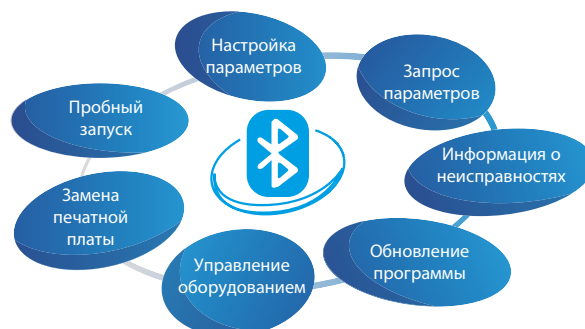 Настройка
параметров
Запрос
параметров
Информация о
неисправностях
Обновление
программы
Управление
оборудованием
Замена
печатной
платы
Пробный
запуск